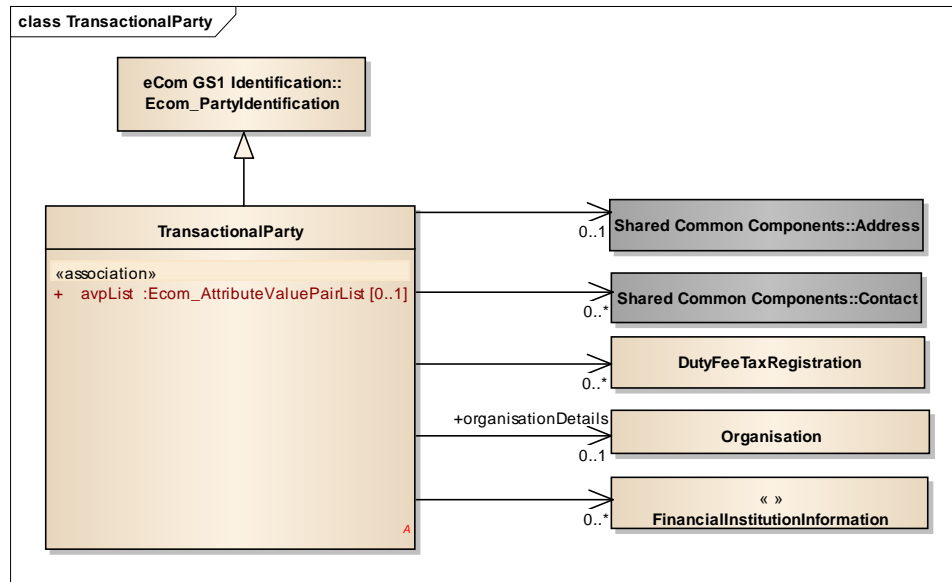 class TransactionalParty
eCom GS1 Identification::
Ecom_PartyIdentification
TransactionalParty
«association»
+ avpList :Ecom_AttributeValuePairList [0..1]
A
Shared Common Components::Address
0..1
Shared Common Components::Contact
0..*
DutyFeeTaxRegistration
0..*
+organisationDetails
Organisation
0..1
« »
FinancialInstitutionInformation
0..*